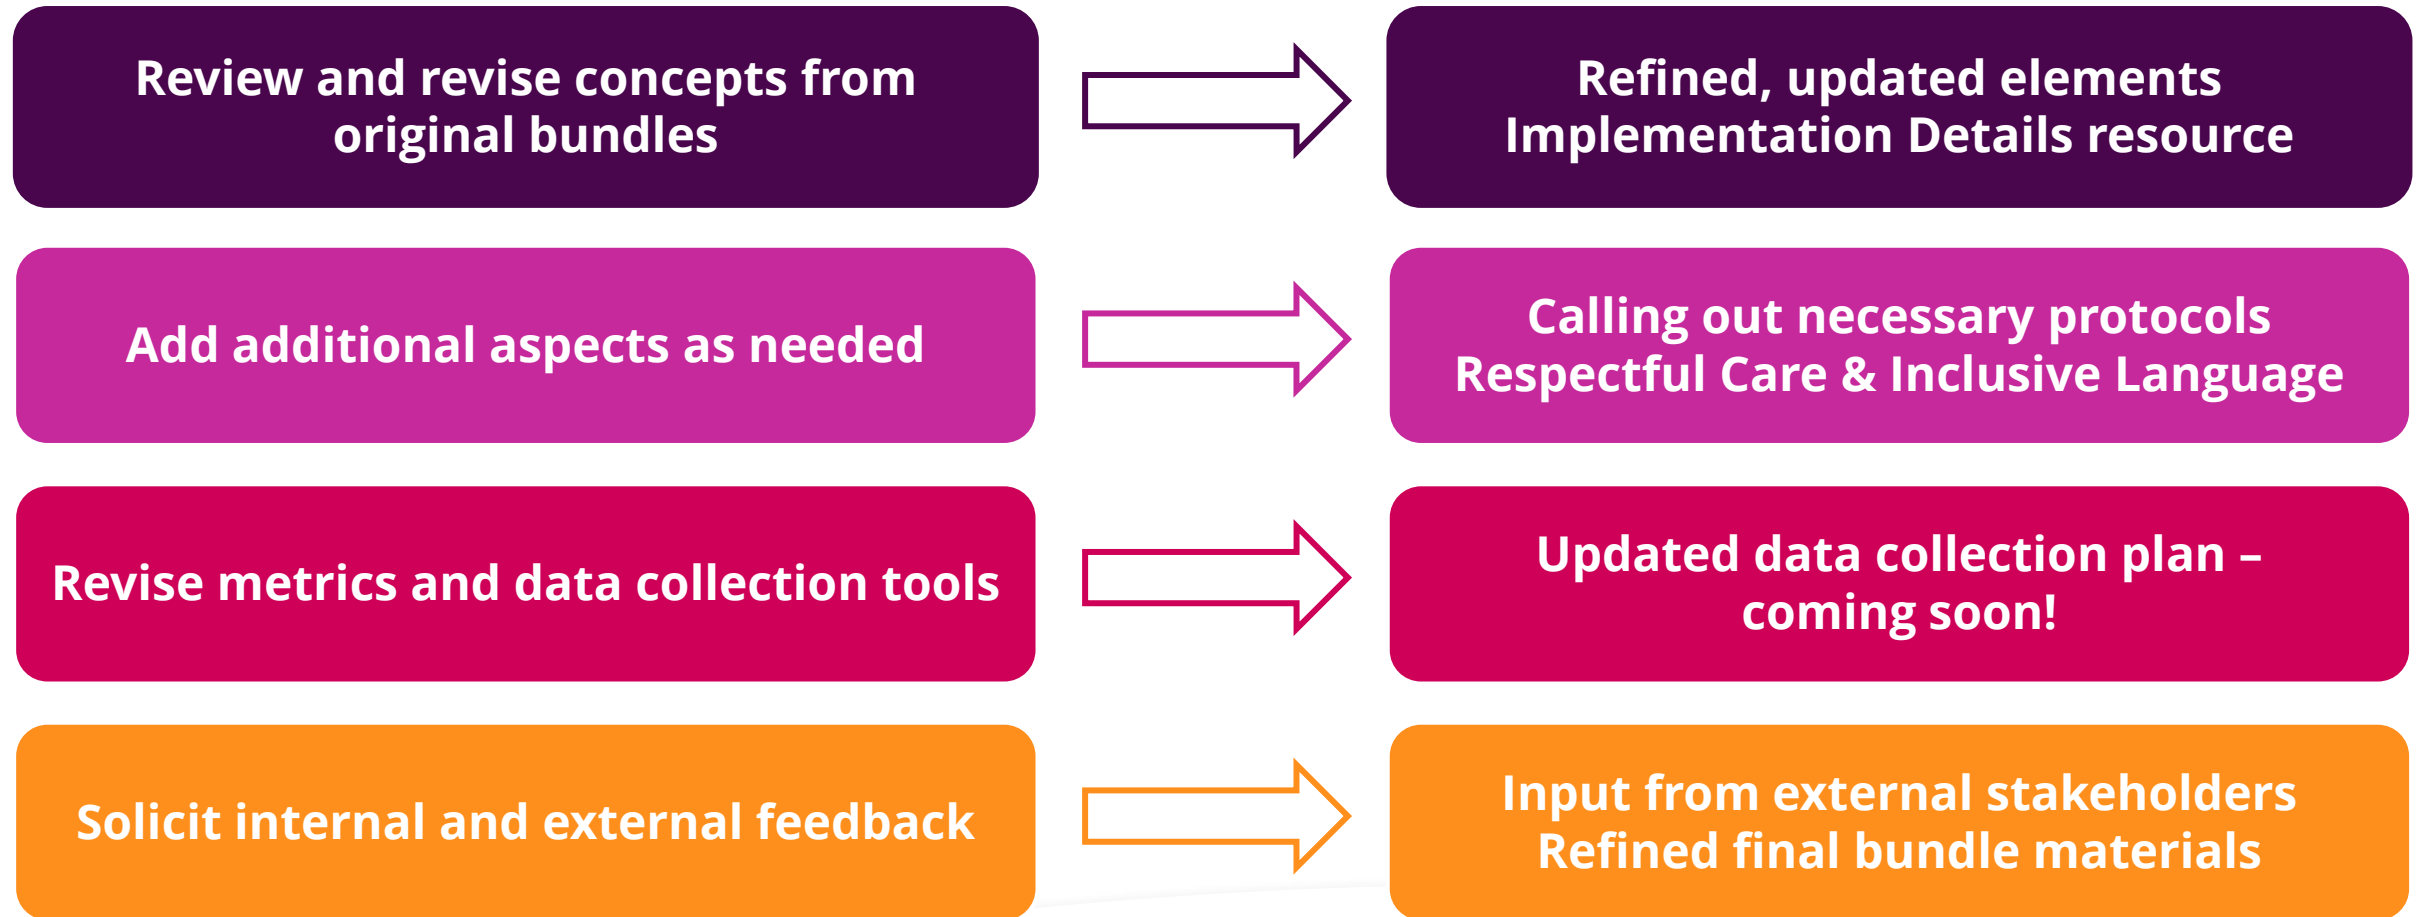 Review and revise concepts from
original bundles
Refined, updated elements
Implementation Details resource
Add additional aspects as needed
Calling out necessary protocols
Respectful Care & Inclusive Language
Revise metrics and data collection tools
Updated data collection plan –
coming soon!
Solicit internal and external feedback
Input from external stakeholders
Refined final bundle materials